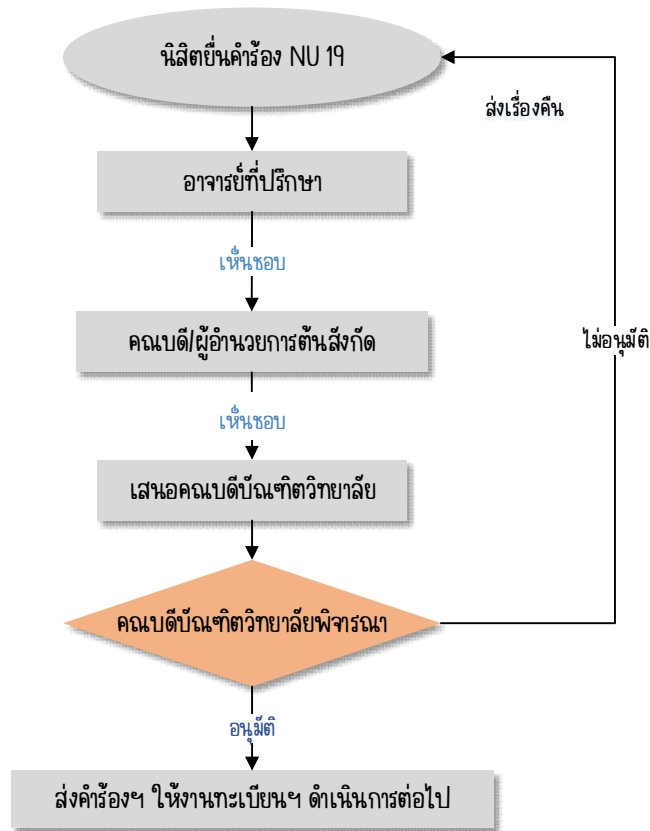 นิสิตยื่นคำร้อง NU 19
ส่งเรื่องคืน
อาจารย์ที่ปรึกษา
เห็นชอบ
คณบดี/ผู้อำนวยการต้นสังกัด
ไม่อนุมัติ
เห็นชอบ
เสนอคณบดีบัณฑิตวิทยาลัย
คณบดีบัณฑิตวิทยาลัยพิจารณา
อนุมัติ
ส่งคำร้องฯ ให้งานทะเบียนฯ ดำเนินการต่อไป